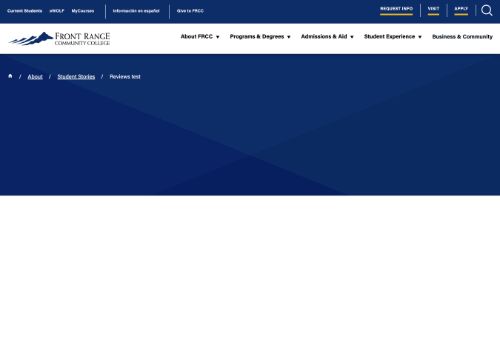 Current Students eWOLF MyCourses Información en español Give to FRCC REQUEST INFO VISIT APPLY
FRONT RANGE
COMMUNITY COLLEGE
About FRCC ▼ Programs & Degrees ▼ Admissions & Aid ▼ Student Experience ▼ Business & Community
/ About / Student Stories / Reviews test